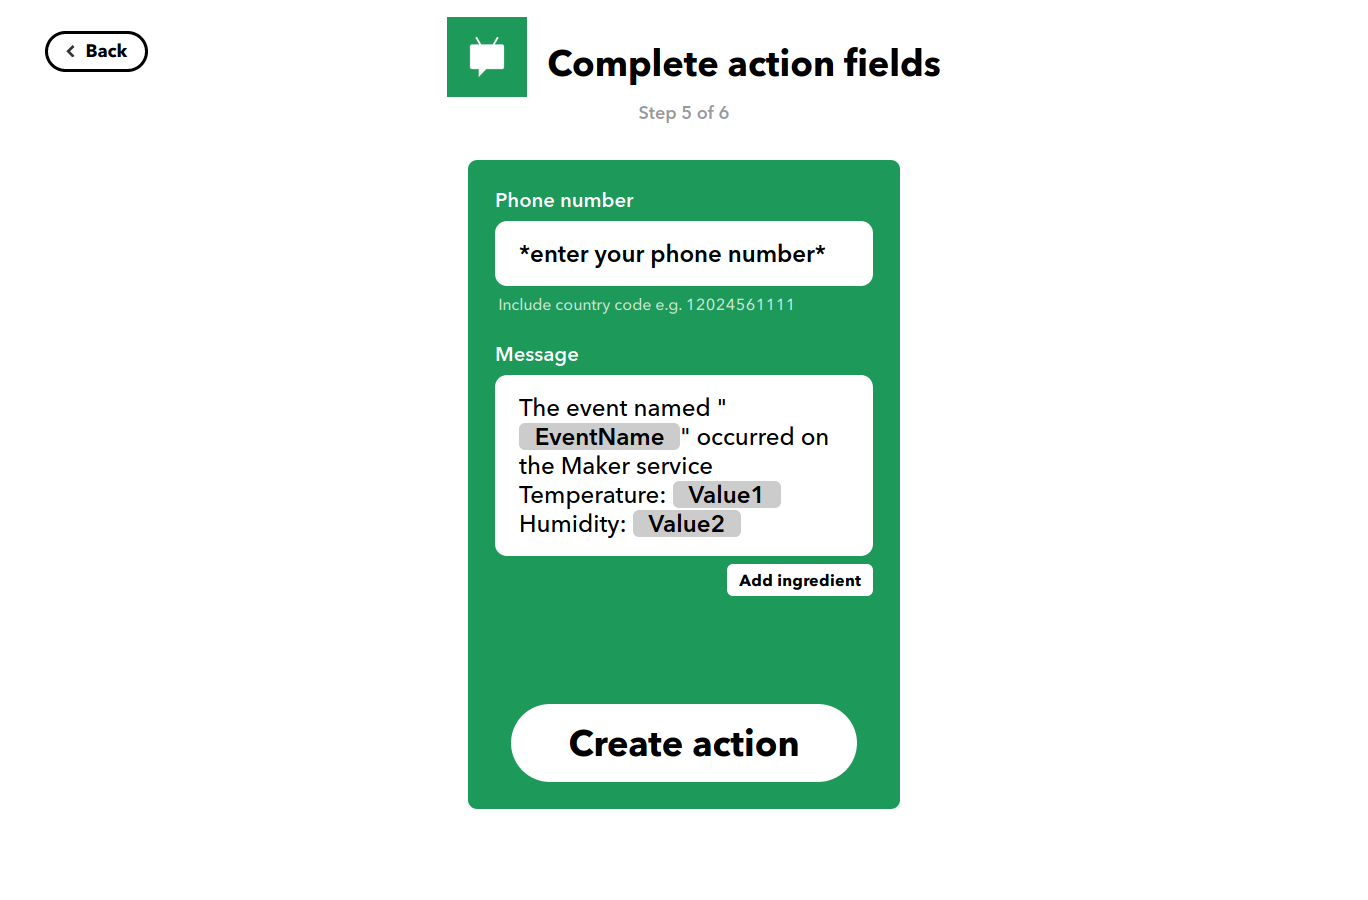 Back
Complete action fields
Step 5 of 6
Phone number
*enter your phone number*
Include country code e.g. 12024561111
Message
The event named "
EventName " occurred on
the Maker service
Temperature: Value1
Humidity: Value2
Add ingredient
Create action